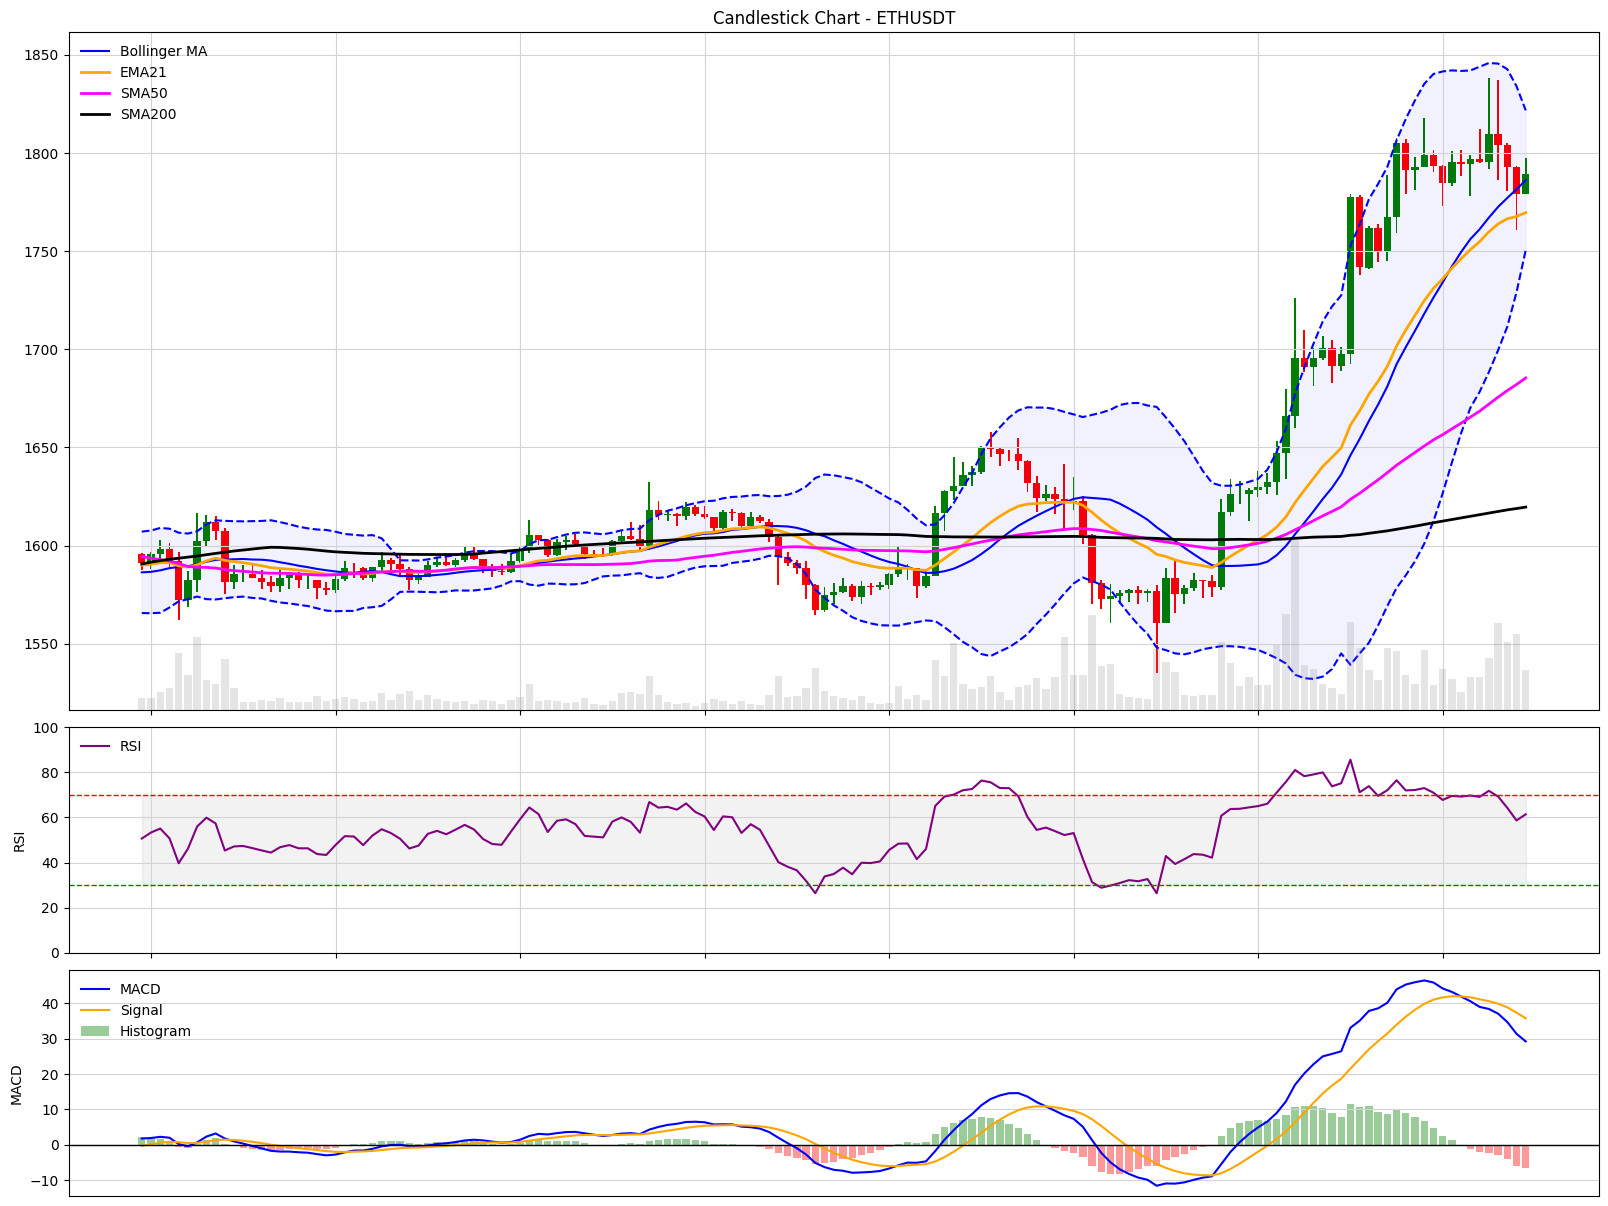 Candlestick Chart - ETHUSDT
Bollinger MA
EMA21
SMA50
SMA200
1850
1800
1750
1700
1650
1600
1550
RSI
100
80
60
40
20
0
RSI
MACD
Signal
Histogram
40
30
20
10
0
−10
MACD